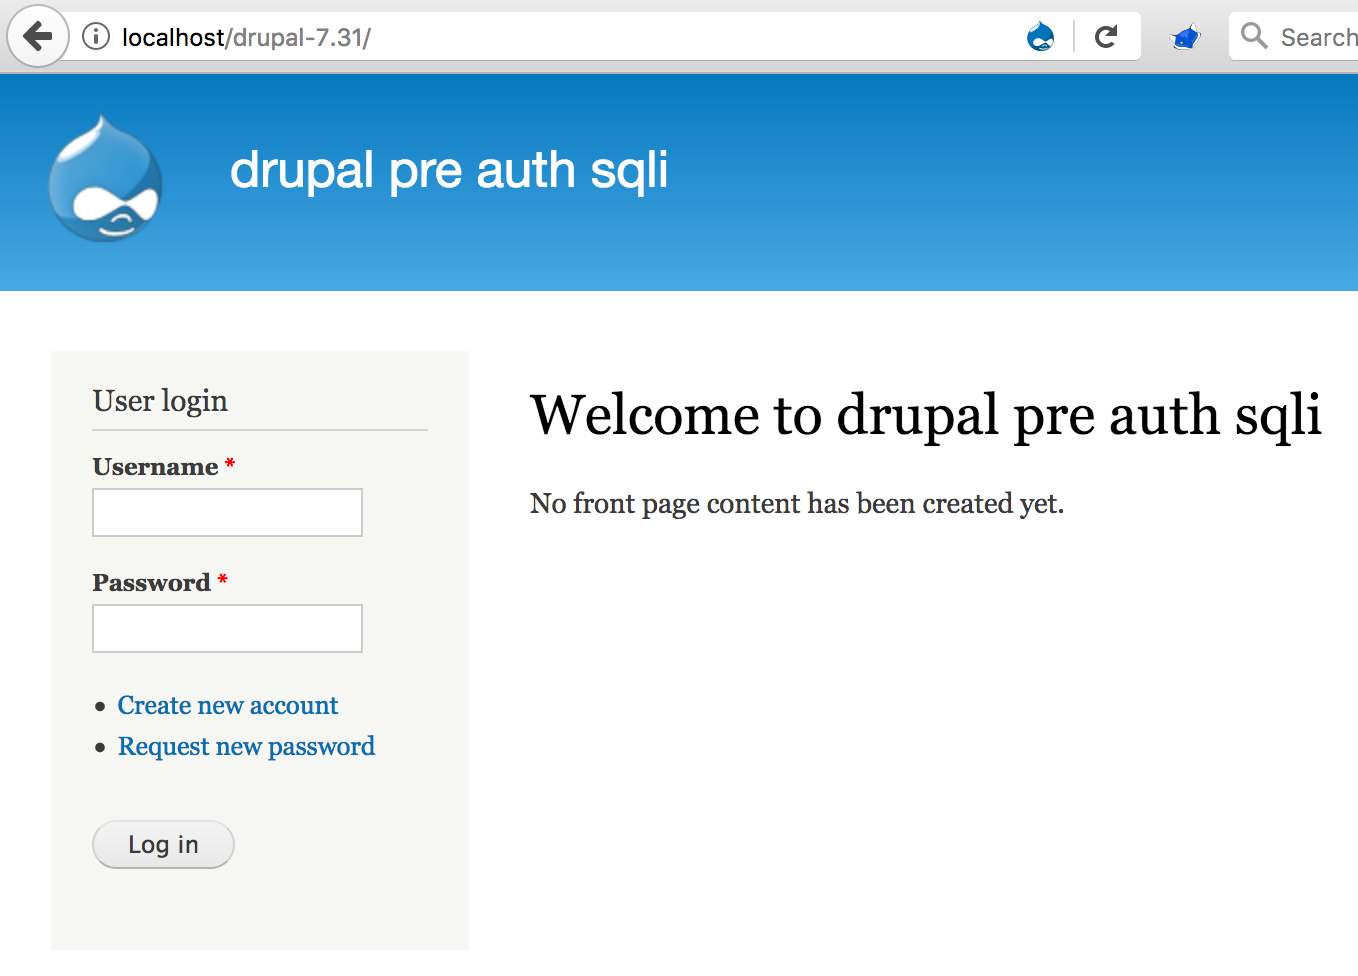 localhost/drupal-7.31/
Search
drupal pre auth sqli
User login
Username *
Password *
Create new account
Request new password
Log in
Welcome to drupal pre auth sqli
No front page content has been created yet.